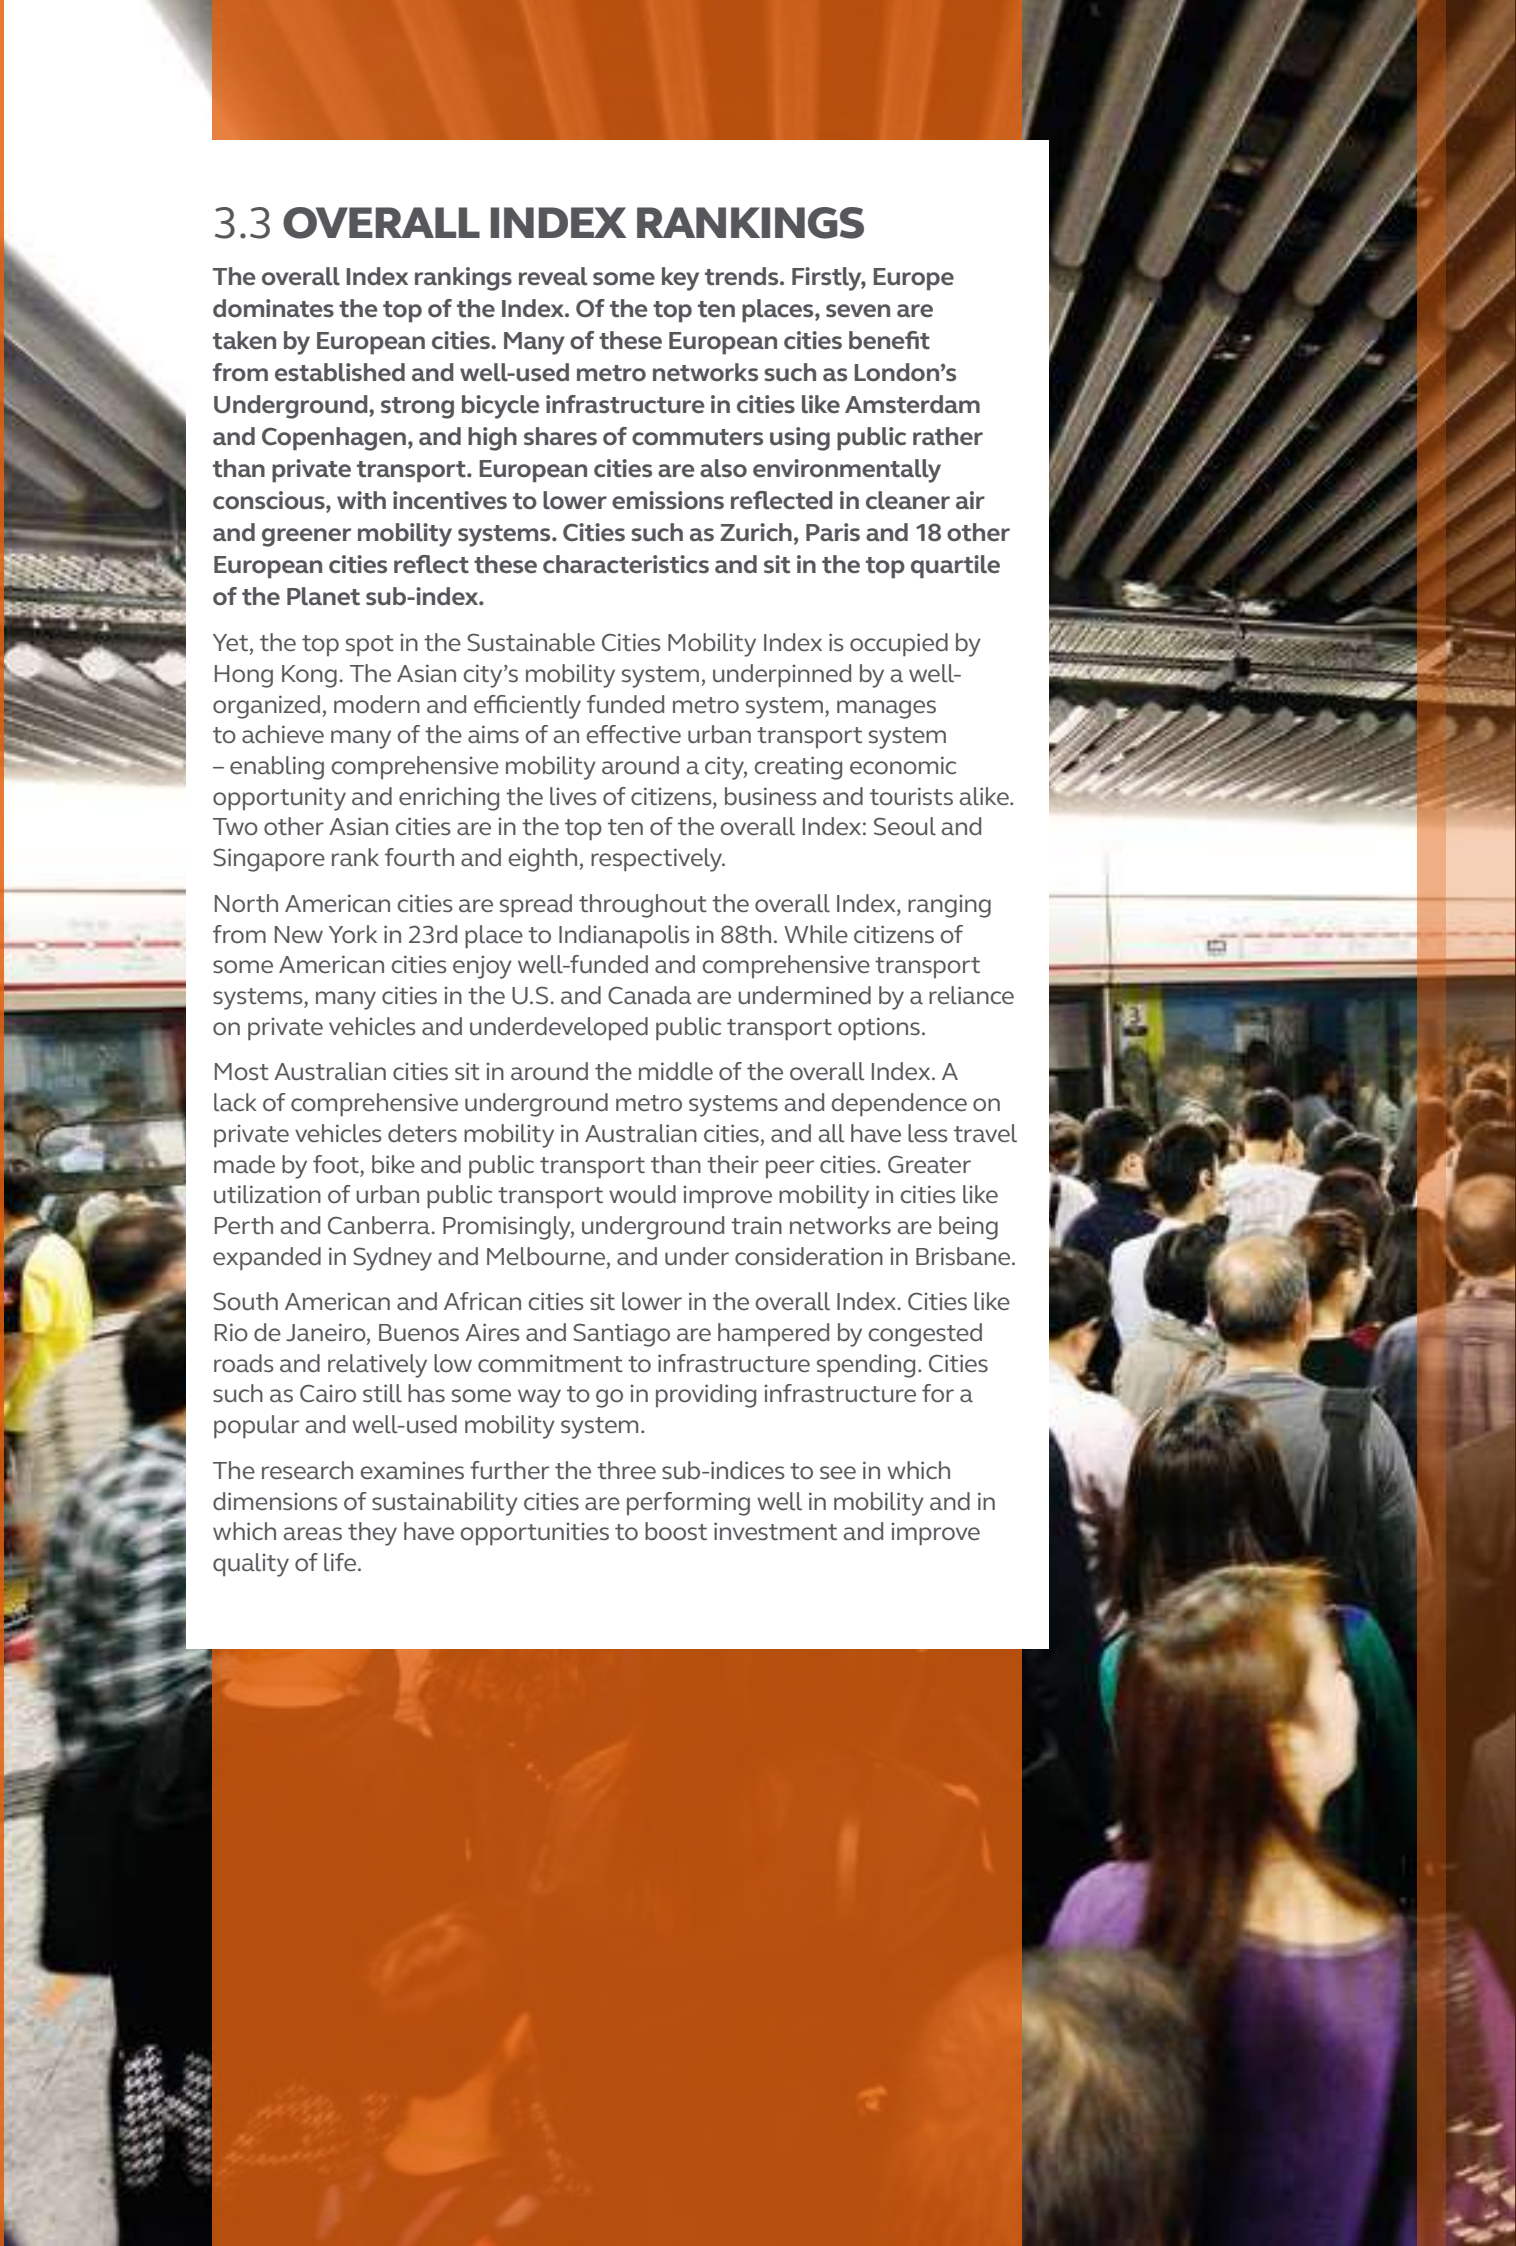 3.3 OVERALL INDEX RANKINGS
The overall Index rankings reveal some key trends. Firstly, Europe
dominates the top of the Index. Of the top ten places, seven are
taken by European cities. Many of these European cities benefit
from established and well-used metro networks such as London’s
Underground, strong bicycle infrastructure in cities like Amsterdam
and Copenhagen, and high shares of commuters using public rather
than private transport. European cities are also environmentally
conscious, with incentives to lower emissions reflected in cleaner air
and greener mobility systems. Cities such as Zurich, Paris and 18 other
European cities reflect these characteristics and sit in the top quartile
of the Planet sub-index.
Yet, the top spot in the Sustainable Cities Mobility Index is occupied by
Hong Kong. The Asian city’s mobility system, underpinned by a well-
organized, modern and efficiently funded metro system, manages
to achieve many of the aims of an effective urban transport system
– enabling comprehensive mobility around a city, creating economic
opportunity and enriching the lives of citizens, business and tourists alike.
Two other Asian cities are in the top ten of the overall Index: Seoul and
Singapore rank fourth and eighth, respectively.
North American cities are spread throughout the overall Index, ranging
from New York in 23rd place to Indianapolis in 88th. While citizens of
some American cities enjoy well-funded and comprehensive transport
systems, many cities in the U.S. and Canada are undermined by a reliance
on private vehicles and underdeveloped public transport options.
Most Australian cities sit in around the middle of the overall Index. A
lack of comprehensive underground metro systems and dependence on
private vehicles deters mobility in Australian cities, and all have less travel
made by foot, bike and public transport than their peer cities. Greater
utilization of urban public transport would improve mobility in cities like
Perth and Canberra. Promisingly, underground train networks are being
expanded in Sydney and Melbourne, and under consideration in Brisbane.
South American and African cities sit lower in the overall Index. Cities like
Rio de Janeiro, Buenos Aires and Santiago are hampered by congested
roads and relatively low commitment to infrastructure spending. Cities
such as Cairo still has some way to go in providing infrastructure for a
popular and well-used mobility system.
The research examines further the three sub-indices to see in which
dimensions of sustainability cities are performing well in mobility and in
which areas they have opportunities to boost investment and improve
quality of life.
3